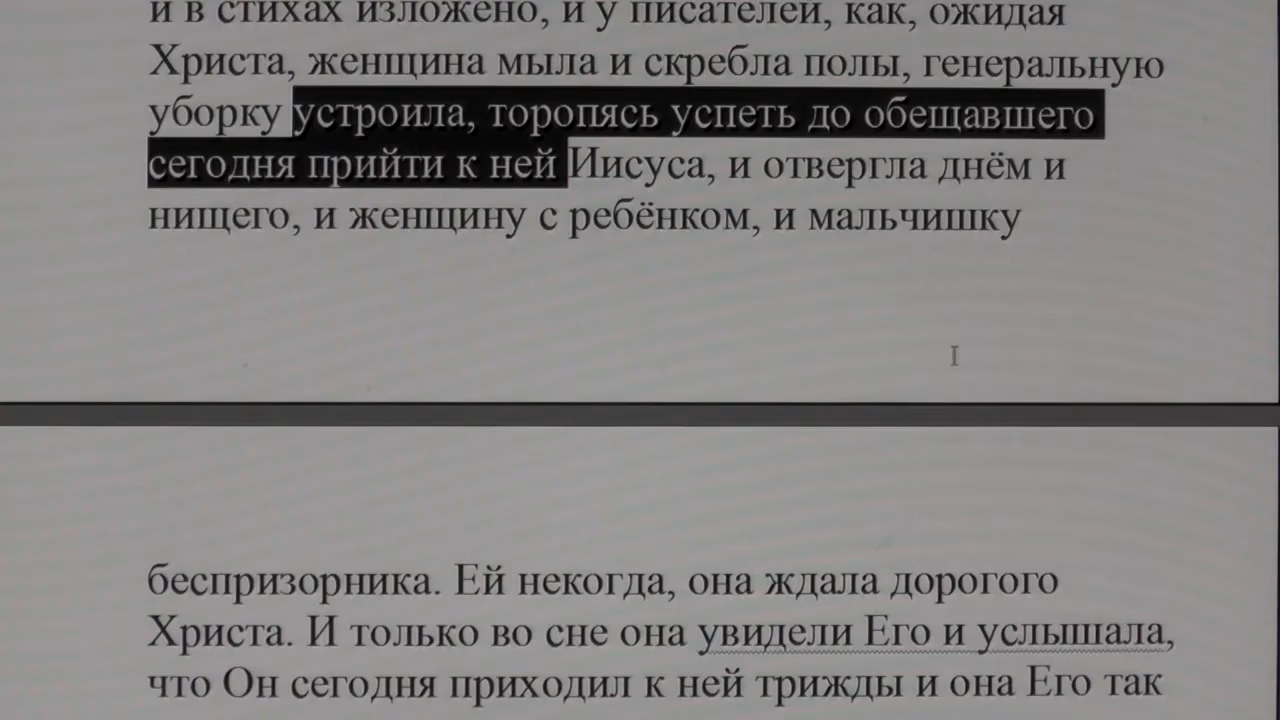 и в стихах изложено, и у писателей, как, ожидая
Христа, женщина мыла и скребла полы, генеральную
уборку устроила, торопясь успеть до обещавшего
сегодня прийти к ней Иисуса, и отвергла днём и
нищего, и женщину с ребёнком, и мальчишку
беспризорника. Ей некогда, она ждала дорогого
Христа. И только во сне она увидели Его и услышала,
что Он сегодня приходил к ней трижды и она Его так